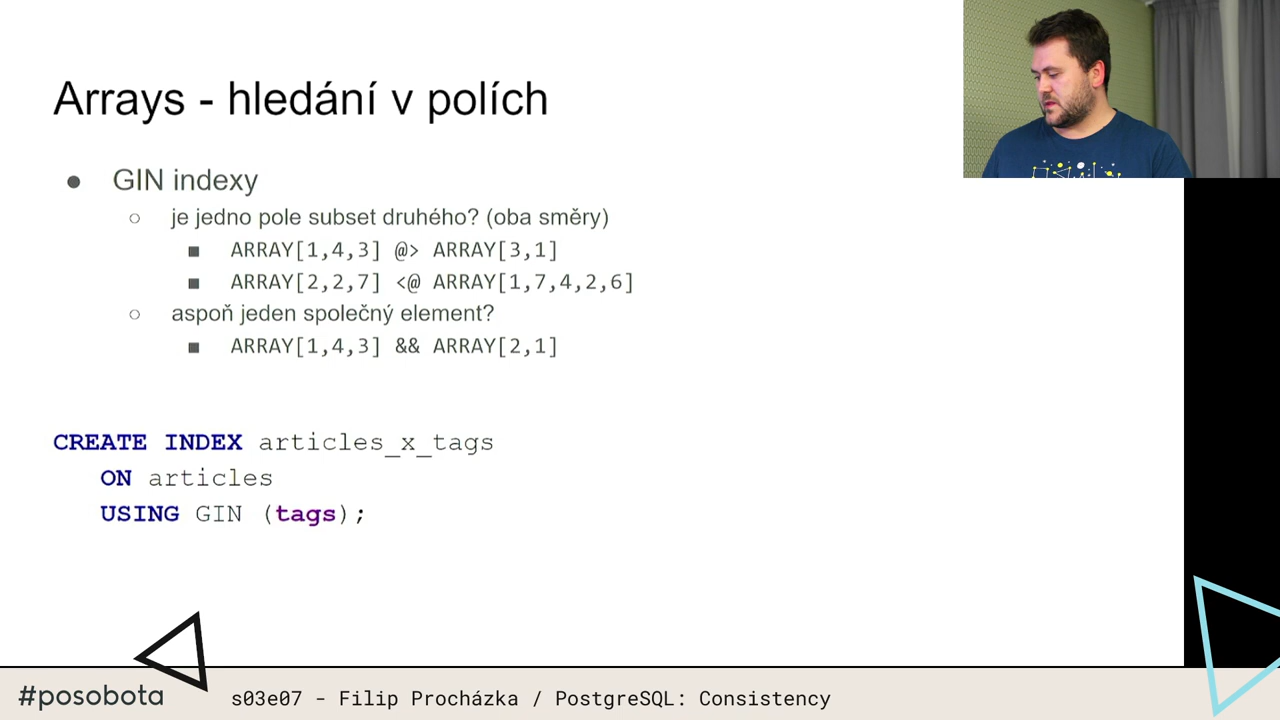 Arrays - hledání v polích
● GIN indexy
○ je jedno pole subset druhého? (oba směry)
■ ARRAY[1,4,3] @> ARRAY[3,1]
■ ARRAY[2,2,7] <@ ARRAY[1,7,4,2,6]
○ aspoň jeden společný element?
■ ARRAY[1,4,3] && ARRAY[2,1]
CREATE INDEX articles_x_tags
ON articles
USING GIN (tags);
#posobota
s03e07 - Filip Procházka / PostgreSQL: Consistency